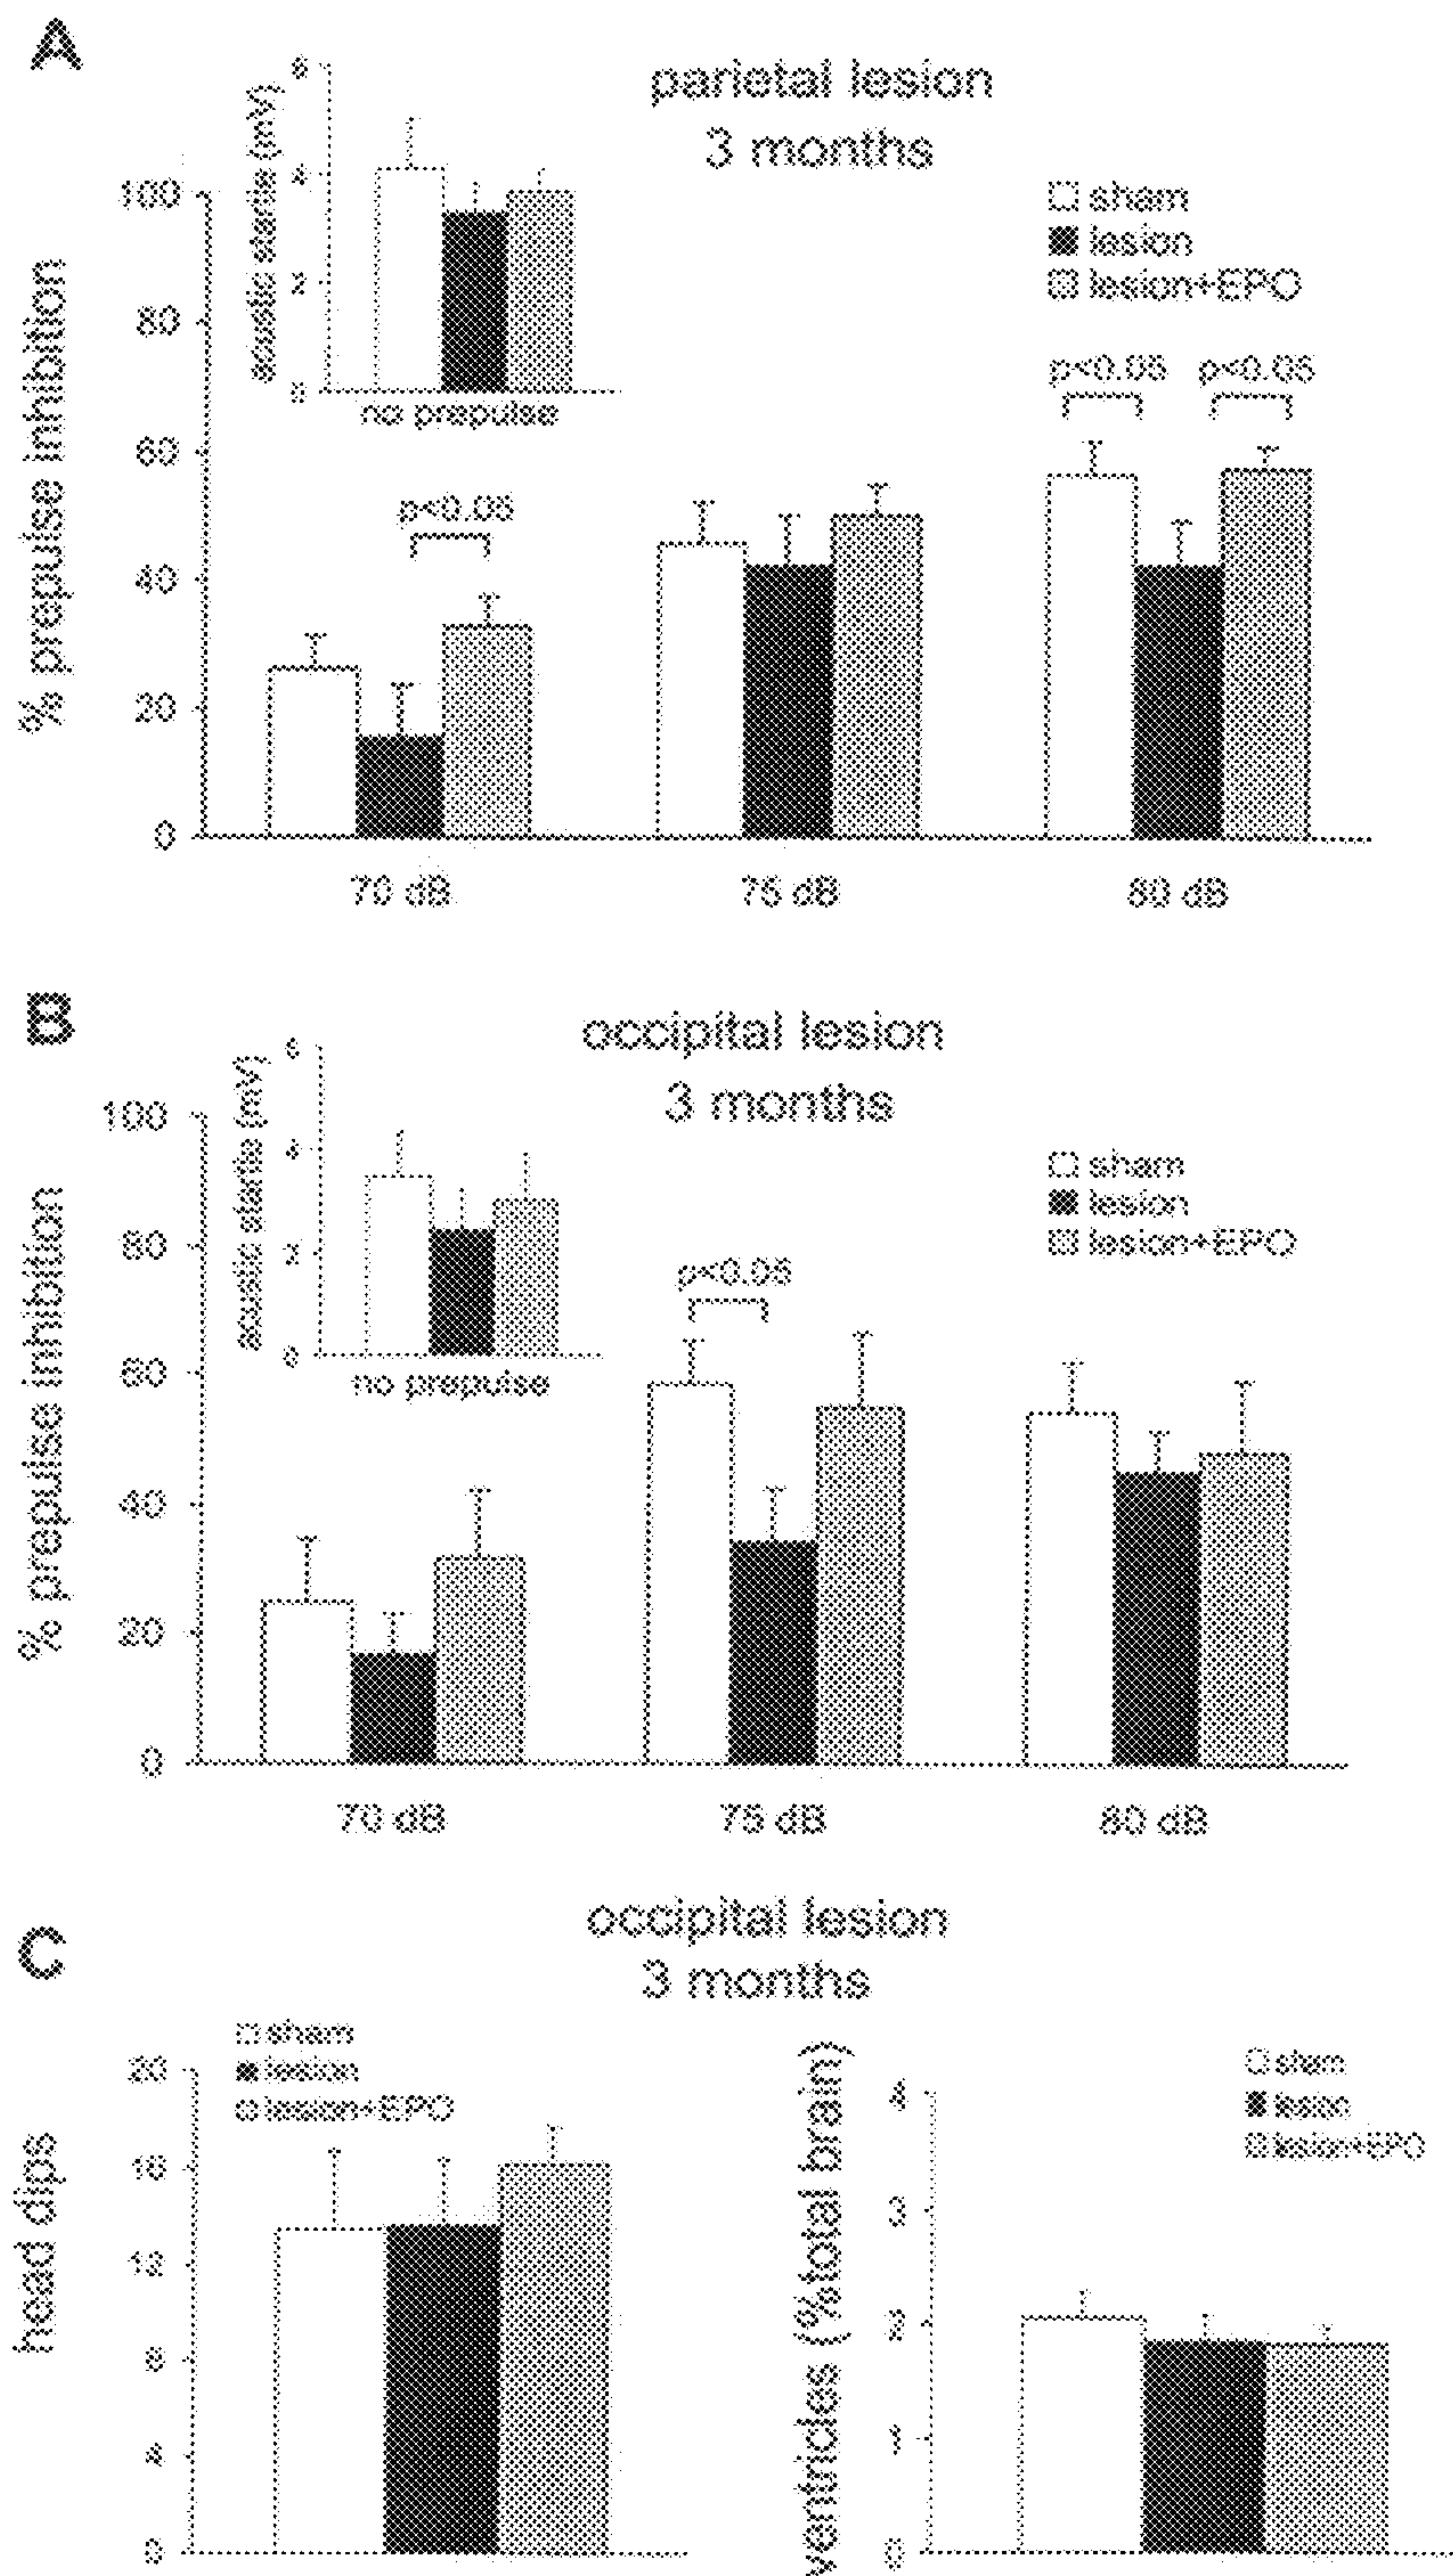 A
parietal lesion
3 months
acustic startle (mV)
6
4
2
0
no prepulse
sham
lesion
lesion+EPO
% prepulse inhibition
100
80
60
40
20
0
p<0.05
p<0.05
p<0.05
70 dB
75 dB
80 dB
B
occipital lesion
3 months
acustic startle (mV)
6
4
2
0
no prepulse
sham
lesion
lesion+EPO
% prepulse inhibition
100
80
60
40
20
0
p<0.05
70 dB
75 dB
80 dB
C
occipital lesion
3 months
sham
lesion
lesion+EPO
head dips
20
16
12
8
4
0
sham
lesion
lesion+EPO
ventricles (%total brain)
4
3
2
1
0